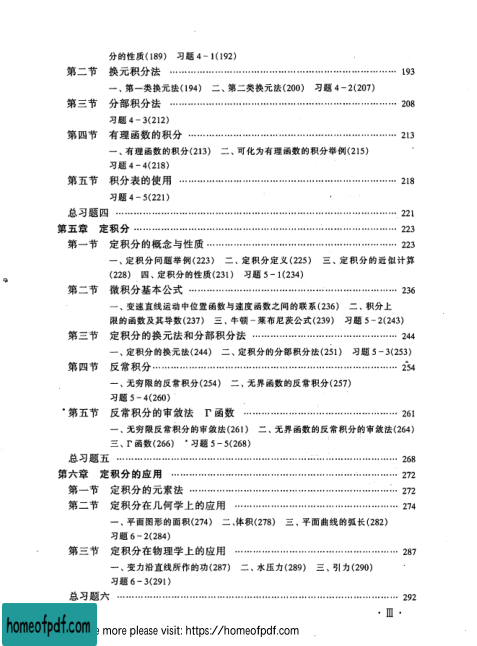 分的性质(189) 习题4-1(192)
第二节 换元积分法 …… 193
一、第一类换元法(194) 二、第二类换元法(200) 习题4-2(207)
第三节 分部积分法 …… 208
习题4-3(212)
第四节 有理函数的积分 …… 213
一、有理函数的积分(213) 二、可化为有理函数的积分举例(215)
习题4-4(218)
第五节 积分表的使用 …… 218
习题4-5(221)
总习题四 …… 221
第五章 定积分 …… 223
第一节 定积分的概念与性质 …… 223
一、定积分问题举例(223) 二、定积分定义(225) 三、定积分的近似计算
(228) 四、定积分的性质(231) 习题5-1(234)
第二节 微积分基本公式 …… 236
一、变速直线运动中位置函数与速度函数之间的联系(236) 二、积分上
限的函数及其导数(237) 三、牛顿-莱布尼茨公式(239) 习题5-2(243)
第三节 定积分的换元法和分部积分法 …… 244
一、定积分的换元法(244) 二、定积分的分部积分法(251) 习题5-3(253)
第四节 反常积分 …… 254
一、无穷限的反常积分(254) 二、无界函数的反常积分(257)
习题5-4(260)
*第五节 反常积分的审敛法 Γ函数 …… 261
一、无穷限反常积分的审敛法(261) 二、无界函数的反常积分的审敛法(264)
三、Γ函数(266) *习题5-5(268)
总习题五 …… 268
第六章 定积分的应用 …… 272
第一节 定积分的元素法 …… 272
第二节 定积分在几何学上的应用 …… 274
一、平面图形的面积(274) 二、体积(278) 三、平面曲线的弧长(282)
习题6-2(284)
第三节 定积分在物理学上的应用 …… 287
一、变力沿直线所作的功(287) 二、水压力(289) 三、引力(290)
习题6-3(291)
总习题六 …… 292
·Ⅲ·
homeofpdf.com
more please visit: https://homeofpdf.com